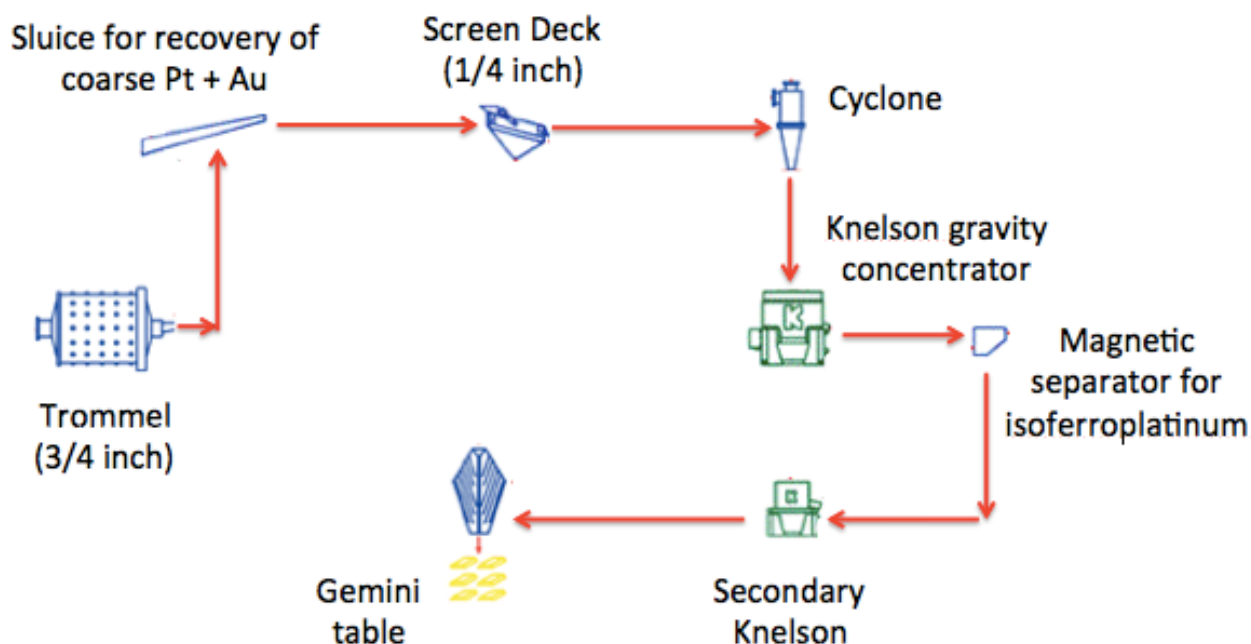 Sluice for recovery of
coarse Pt + Au
Screen Deck
(1/4 inch)
Cyclone
Knelson gravity
concentrator
K
Magnetic
separator for
isoferroplatinum
Trommel
(3/4 inch)
Gemini
table
Secondary
Knelson